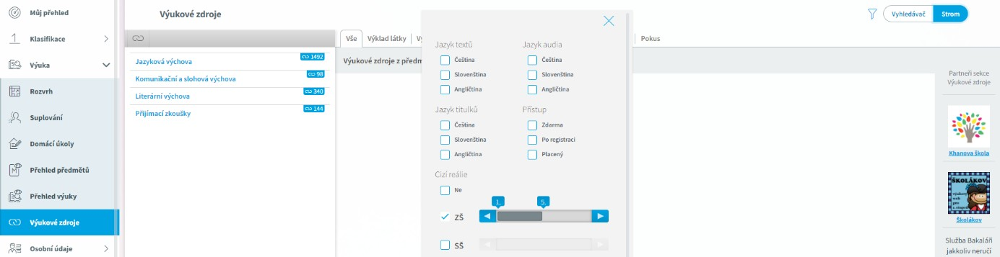 Můj přehled
Klasifikace
Výuka
Rozvrh
Suplování
Domácí úkoly
Přehled předmětů
Přehled výuky
Výukové zdroje
Osobní údaje
Výukové zdroje
Vyhledávač
Strom
Jazyková výchova
1492
Komunikační a slohová výchova
98
Literární výchova
340
Přijímací zkoušky
144
Vše
Výklad látky
Pokus
Výukové zdroje z předm
Jazyk textů
Čeština
Slovenština
Angličtina
Jazyk audia
Čeština
Slovenština
Angličtina
Jazyk titulků
Čeština
Slovenština
Angličtina
Přístup
Zdarma
Po registraci
Placený
Cizí reálie
Ne
ZŠ
1.
5.
SŠ
Partneři sekce
Výukové zdroje
Khanova škola
ŠKOLÁKOV
Školákov
Služba Bakaláři
jakkoliv neručí